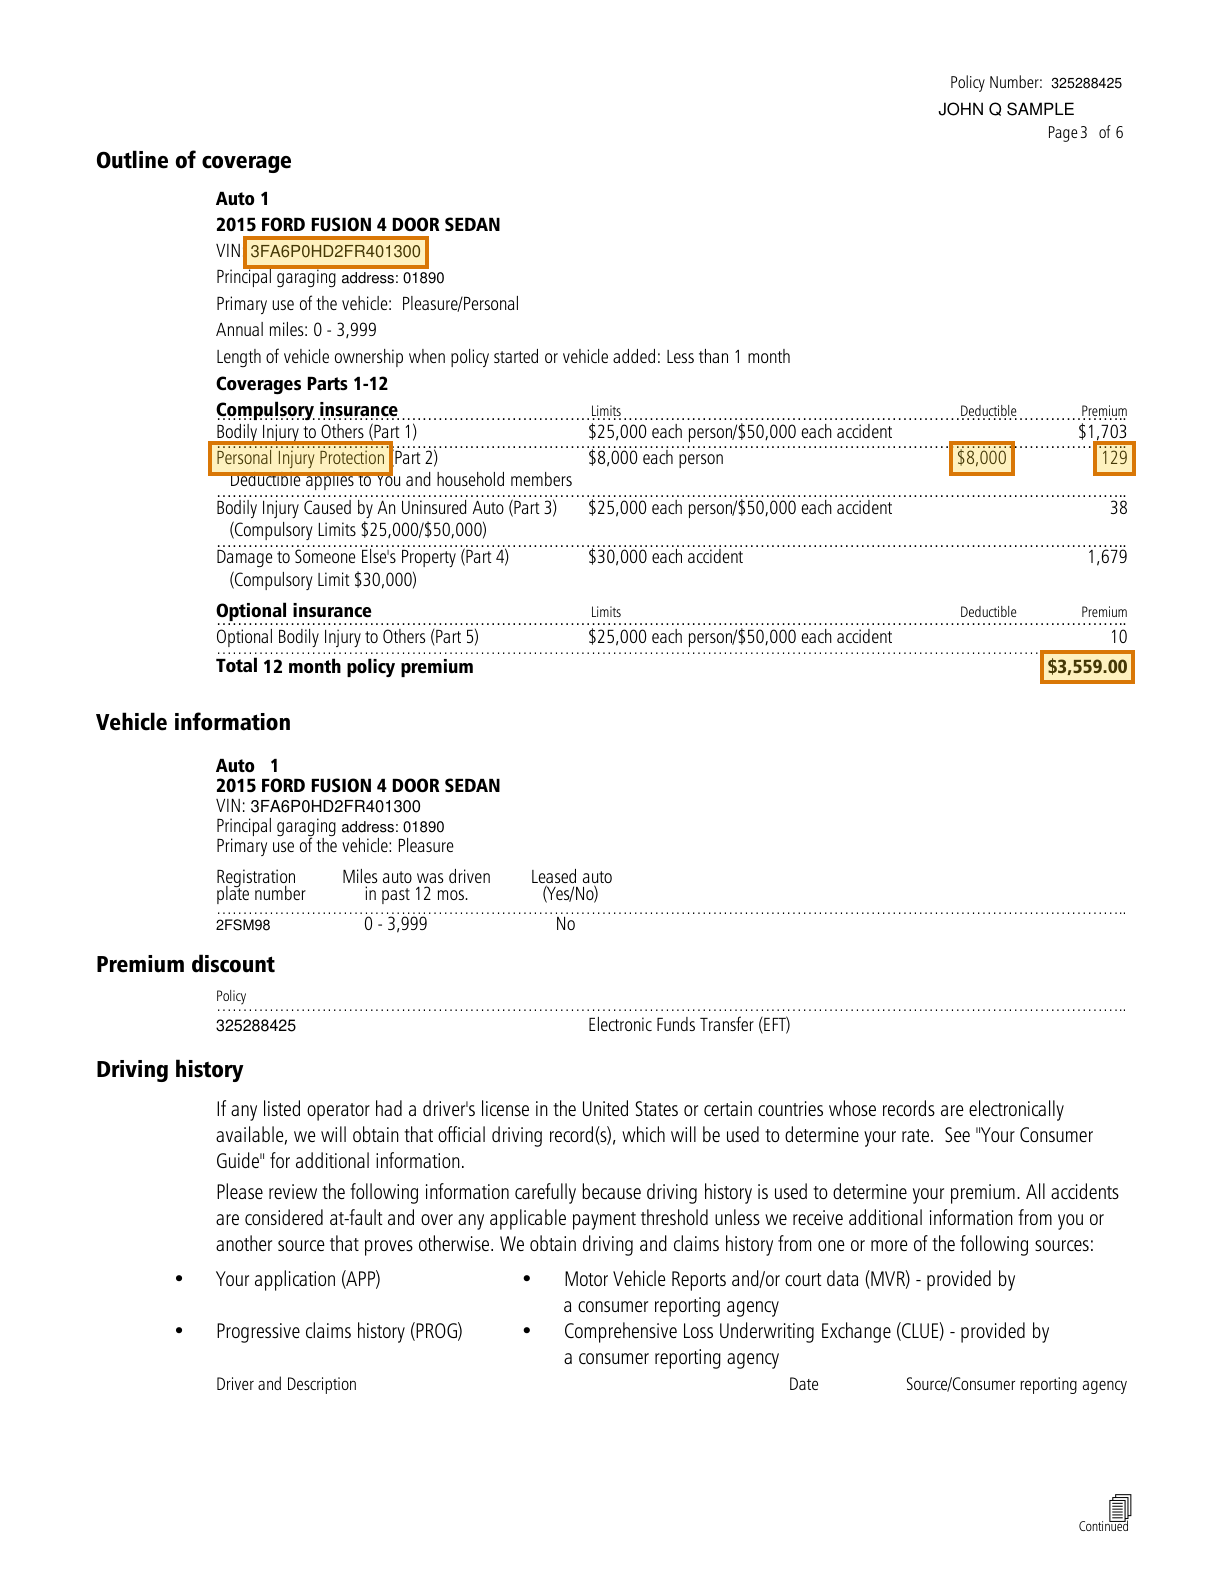 Policy Number: 325288425
JOHN Q SAMPLE
Page 3 of 6
Outline of coverage
Auto 1
2015 FORD FUSION 4 DOOR SEDAN
VIN 3FA6P0HD2FR401300
Principal garaging address: 01890
Primary use of the vehicle: Pleasure/Personal
Annual miles: 0 - 3,999
Length of vehicle ownership when policy started or vehicle added: Less than 1 month
Coverages Parts 1-12
Compulsory insurance Limits Deductible Premium
Bodily Injury to Others (Part 1) $25,000 each person/$50,000 each accident $1,703
Personal Injury Protection (Part 2) $8,000 each person $8,000 129
Deductible applies to You and household members
Bodily Injury Caused by An Uninsured Auto (Part 3) $25,000 each person/$50,000 each accident 38
(Compulsory Limits $25,000/$50,000)
Damage to Someone Else's Property (Part 4) $30,000 each accident 1,679
(Compulsory Limit $30,000)
Optional insurance Limits Deductible Premium
Optional Bodily Injury to Others (Part 5) $25,000 each person/$50,000 each accident 10
Total 12 month policy premium $3,559.00
Vehicle information
Auto 1
2015 FORD FUSION 4 DOOR SEDAN
VIN: 3FA6P0HD2FR401300
Principal garaging address: 01890
Primary use of the vehicle: Pleasure
Registration Miles auto was driven Leased auto
plate number in past 12 mos. (Yes/No)
2FSM98 0 - 3,999 No
Premium discount
Policy
325288425 Electronic Funds Transfer (EFT)
Driving history
If any listed operator had a driver's license in the United States or certain countries whose records are electronically
available, we will obtain that official driving record(s), which will be used to determine your rate. See "Your Consumer
Guide" for additional information.
Please review the following information carefully because driving history is used to determine your premium. All accidents
are considered at-fault and over any applicable payment threshold unless we receive additional information from you or
another source that proves otherwise. We obtain driving and claims history from one or more of the following sources:
• Your application (APP) • Motor Vehicle Reports and/or court data (MVR) - provided by
a consumer reporting agency
• Progressive claims history (PROG) • Comprehensive Loss Underwriting Exchange (CLUE) - provided by
a consumer reporting agency
Driver and Description Date Source/Consumer reporting agency
Continued